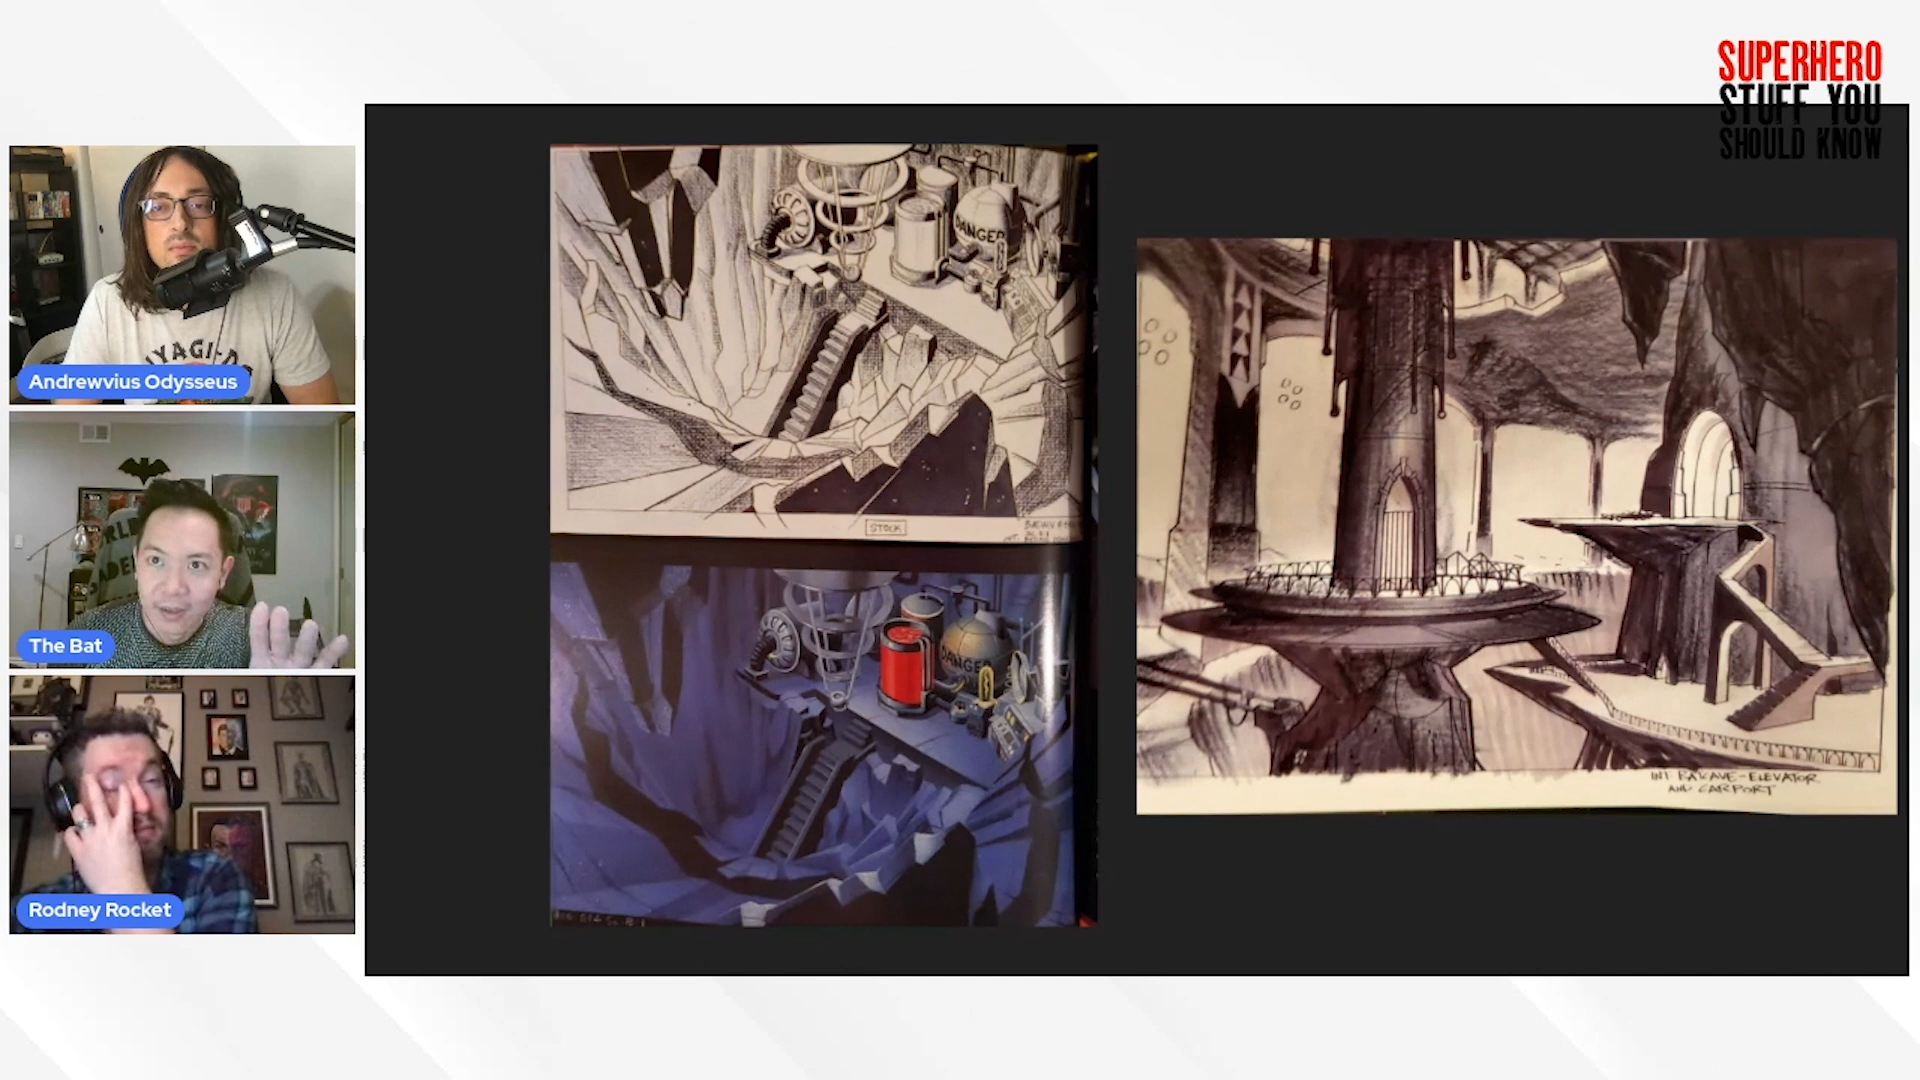 SUPERHERO
STUFF YOU
SHOULD KNOW
Andrewvius Odysseus
The Bat
Rodney Rocket
DANGER
STOCK
DANGER
INT. BATCAVE - ELEVATOR
AND CARPORT